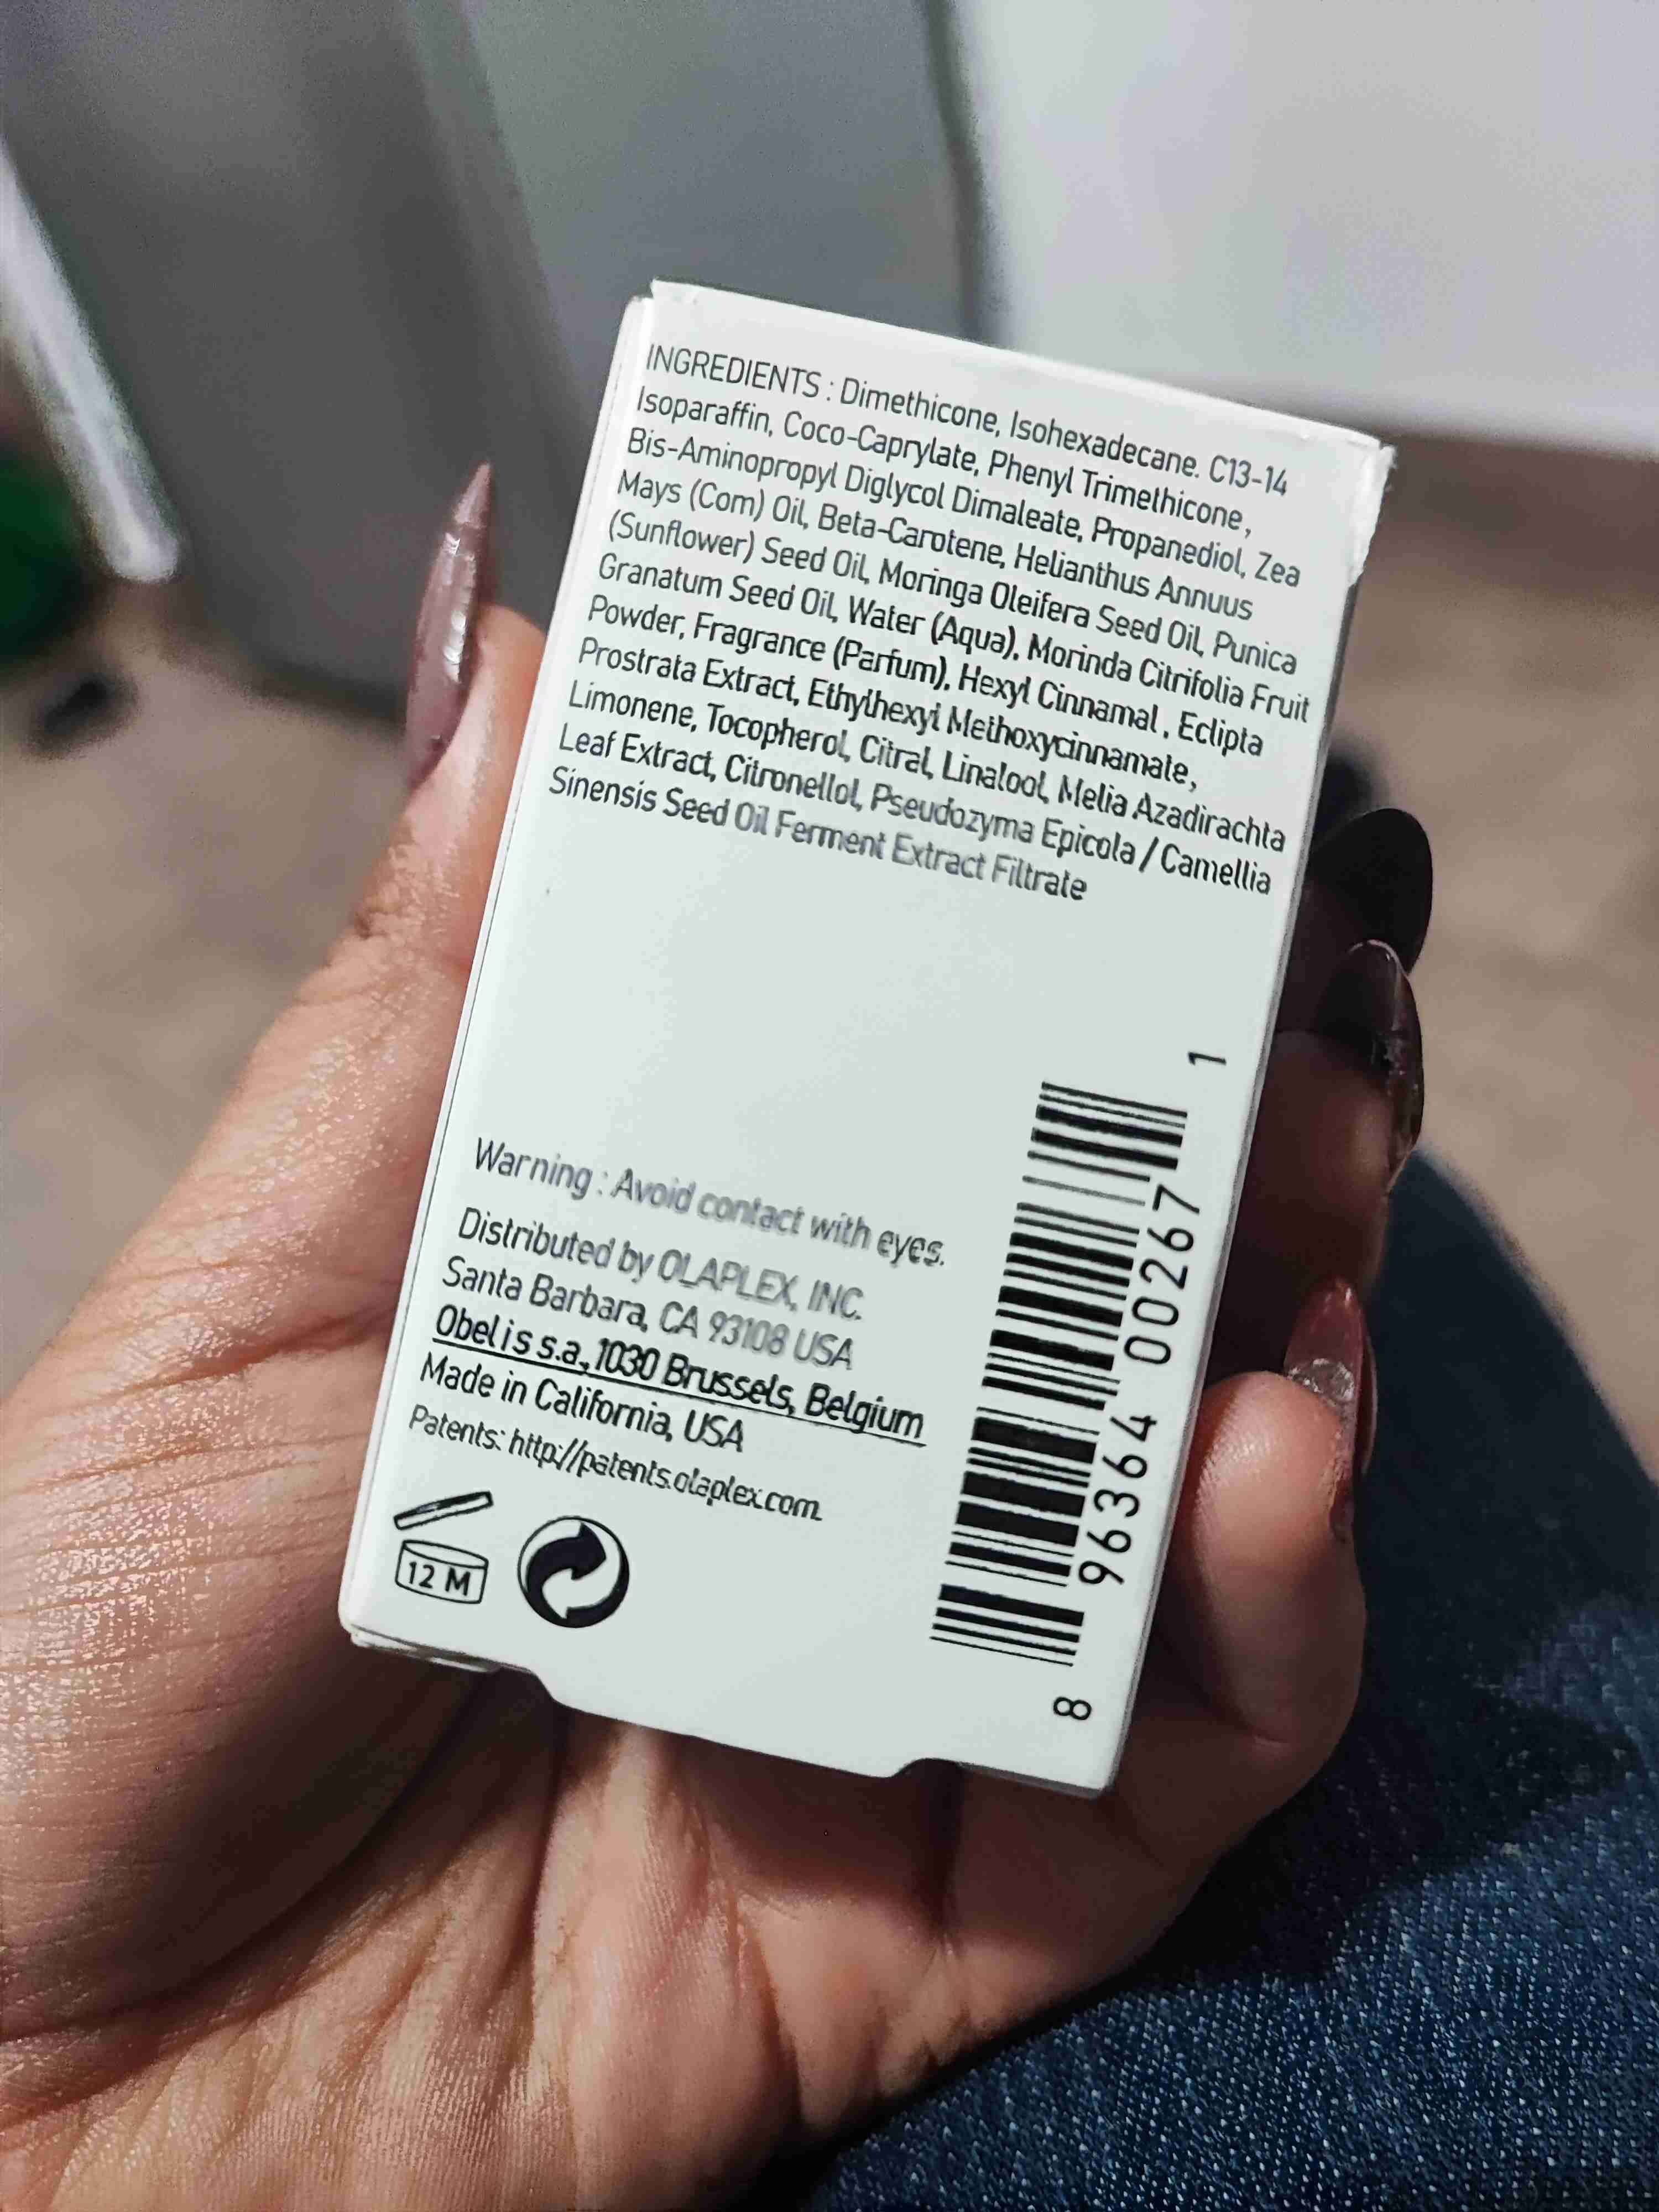 INGREDIENTS : Dimethicone, Isohexadecane. C13-14
Isoparaffin, Coco-Caprylate, Phenyl Trimethicone,
Bis-Aminopropyl Diglycol Dimaleate, Propanediol, Zea
Mays (Com) Oil, Beta-Carotene, Helianthus Annuus
(Sunflower) Seed Oil, Moringa Oleifera Seed Oil, Punica
Granatum Seed Oil, Water (Aqua), Morinda Citrifolia Fruit
Powder, Fragrance (Parfum), Hexyl Cinnamal , Eclipta
Prostrata Extract, Ethylhexyl Methoxycinnamate,
Limonene, Tocopherol, Citral, Linalool, Melia Azadirachta
Leaf Extract, Citronellol, Pseudozyma Epicola / Camellia
Sinensis Seed Oil Ferment Extract Filtrate
Warning : Avoid contact with eyes.
Distributed by OLAPLEX, INC.
Santa Barbara, CA 93108 USA
Obelis s.a., 1030 Brussels, Belgium
Made in California, USA
Patents: http://patents.olaplex.com.
12 M
8 96364 00267 1